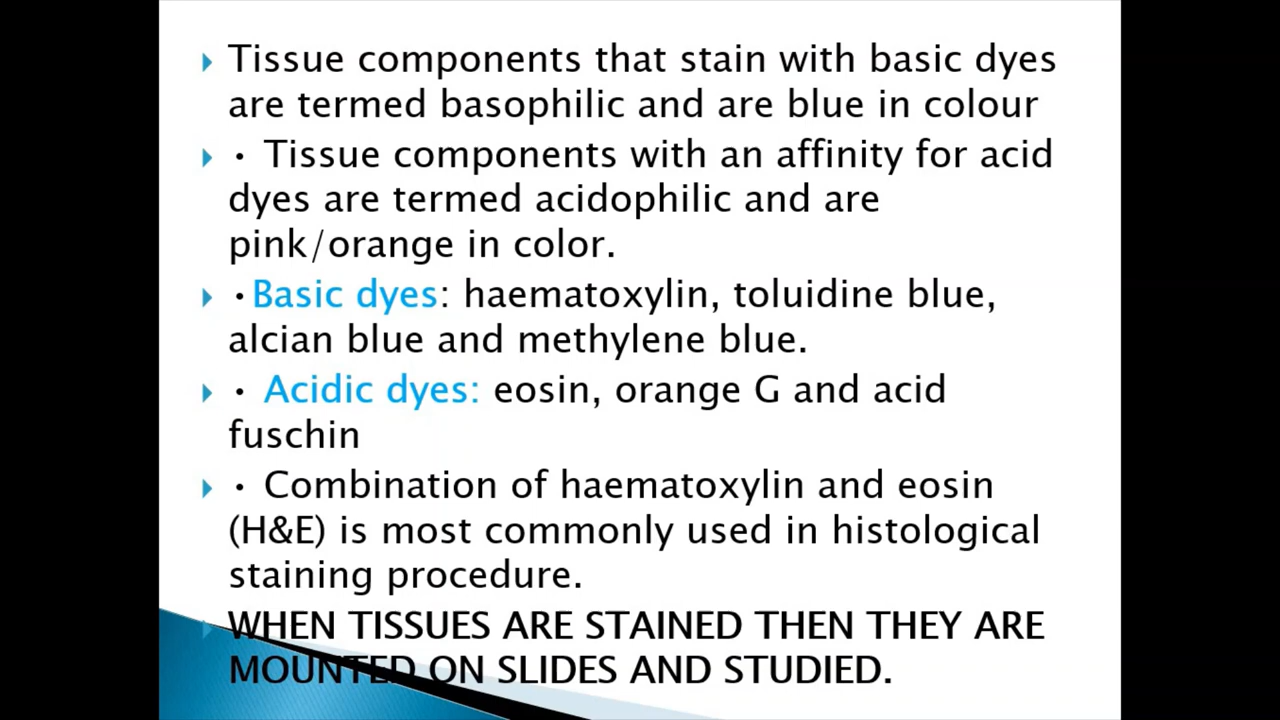 Tissue components that stain with basic dyes
are termed basophilic and are blue in colour
• Tissue components with an affinity for acid
dyes are termed acidophilic and are
pink/orange in color.
•Basic dyes: haematoxylin, toluidine blue,
alcian blue and methylene blue.
• Acidic dyes: eosin, orange G and acid
fuschin
• Combination of haematoxylin and eosin
(H&E) is most commonly used in histological
staining procedure.
WHEN TISSUES ARE STAINED THEN THEY ARE
MOUNTED ON SLIDES AND STUDIED.